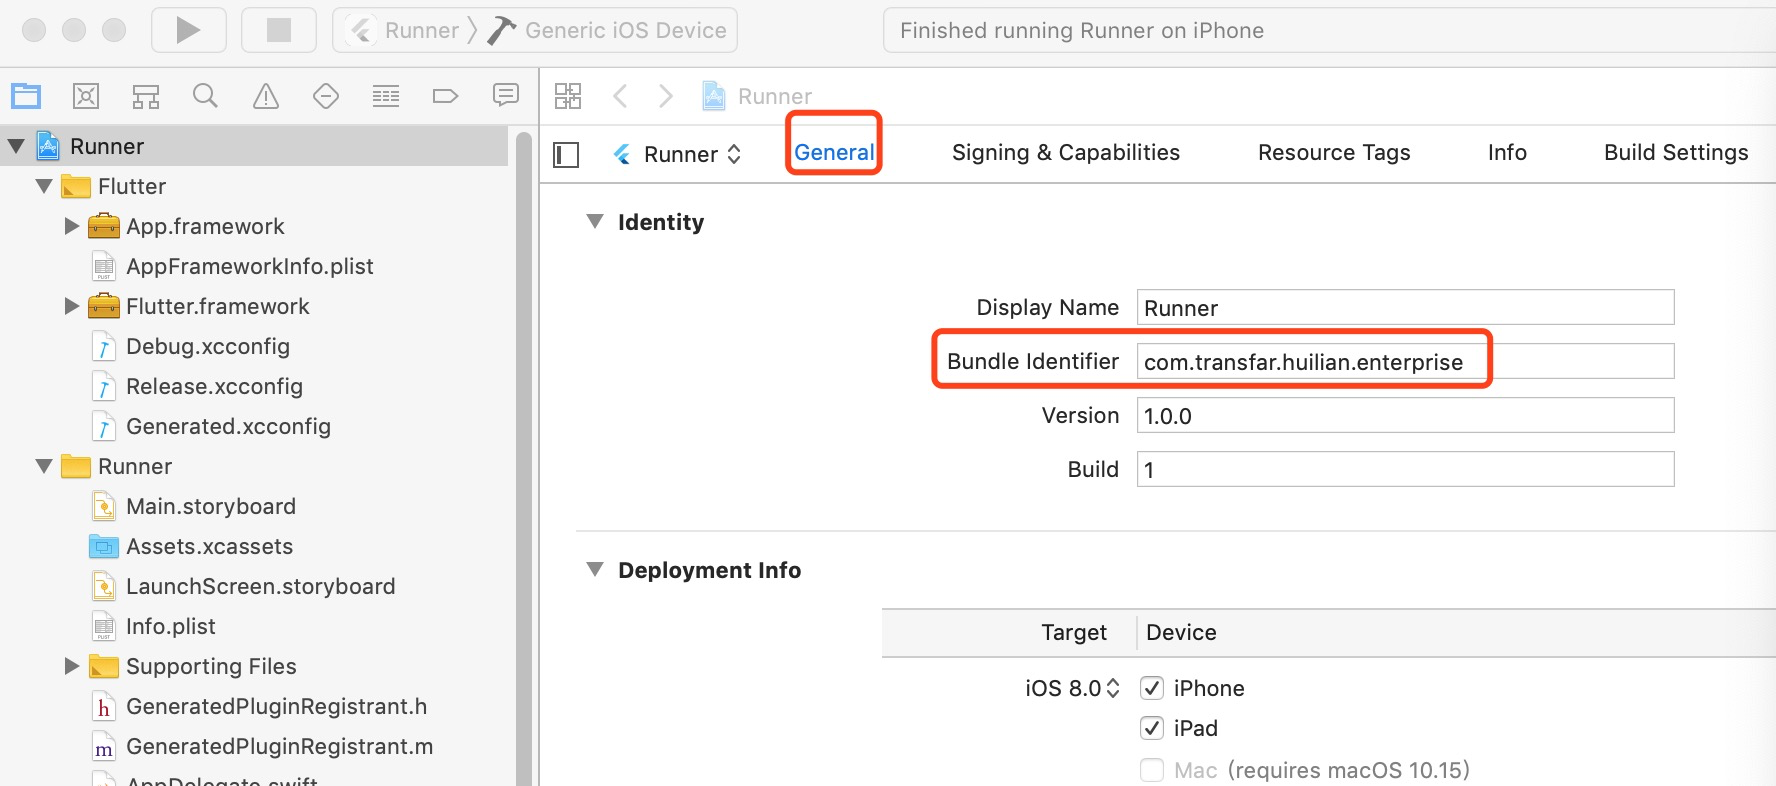 Runner
Generic iOS Device
Finished running Runner on iPhone
Runner
Runner
General
Signing & Capabilities
Resource Tags
Info
Build Settings
Runner
Flutter
App.framework
AppFrameworkInfo.plist
Flutter.framework
Debug.xcconfig
Release.xcconfig
Generated.xcconfig
Runner
Main.storyboard
Assets.xcassets
LaunchScreen.storyboard
Info.plist
Supporting Files
GeneratedPluginRegistrant.h
GeneratedPluginRegistrant.m
AppDelegate.swift
Identity
Display Name Runner
Bundle Identifier com.transfar.huilian.enterprise
Version 1.0.0
Build 1
Deployment Info
Target Device
iOS 8.0 iPhone
iPad
Mac (requires macOS 10.15)